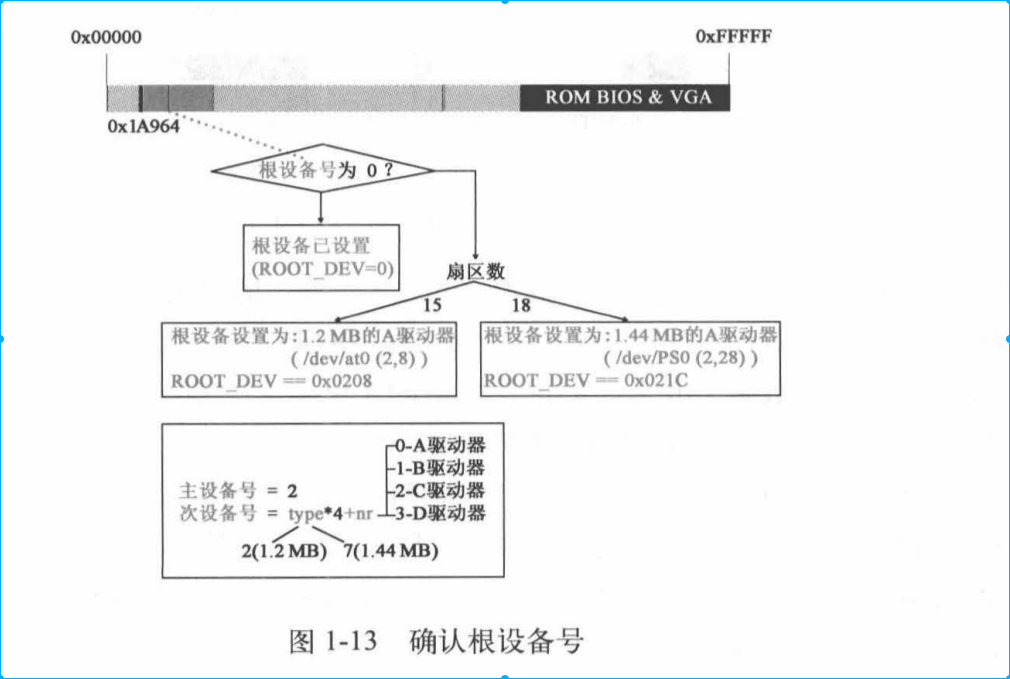 0x00000
0xFFFFF
ROM BIOS & VGA
0x1A964
根设备号为 0 ?
根设备已设置
(ROOT_DEV=0)
扇区数
15
18
根设备设置为:1.2 MB的A驱动器
( /dev/at0 (2,8) )
ROOT_DEV == 0x0208
根设备设置为:1.44 MB的A驱动器
( /dev/PS0 (2,28) )
ROOT_DEV == 0x021C
0-A驱动器
1-B驱动器
主设备号 = 2
2-C驱动器
次设备号 = type*4+nr
3-D驱动器
2(1.2 MB)
7(1.44 MB)
图 1-13 确认根设备号